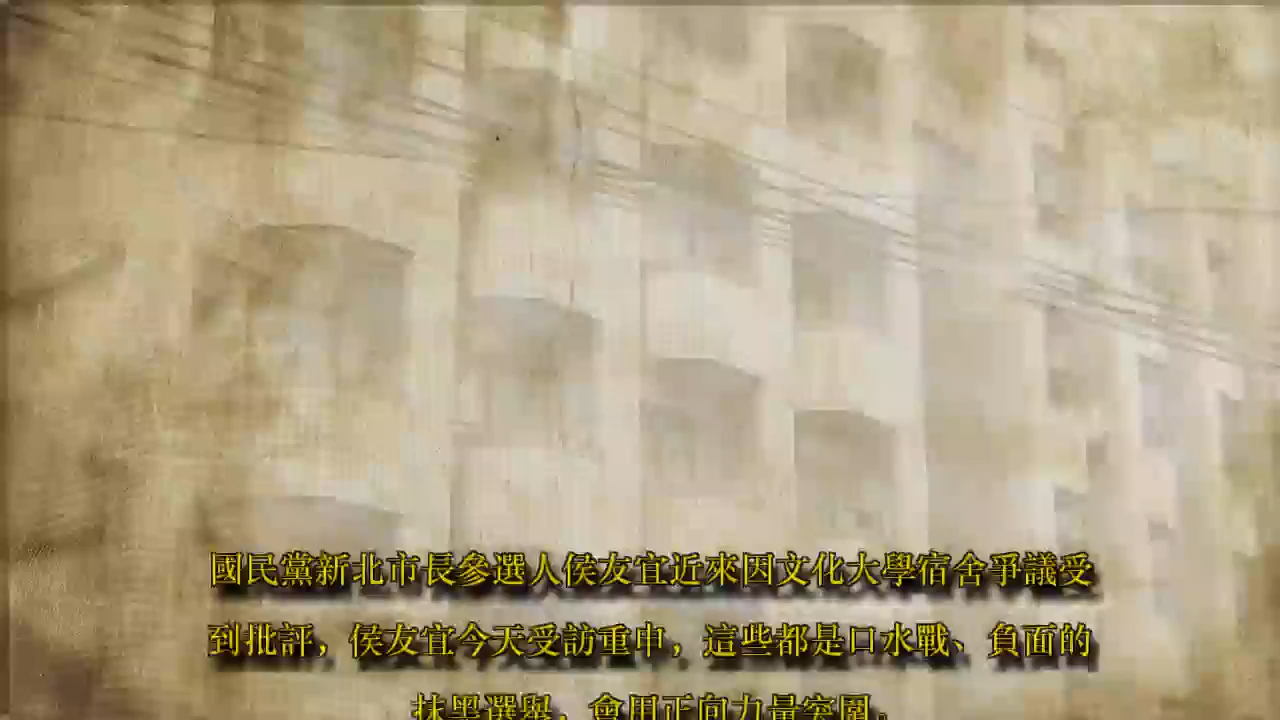 國民黨新北市長參選人侯友宜近來因文化大學宿舍爭議受
到批評，侯友宜今天受訪重申，這些都是口水戰、負面的
抹黑選舉，會用正向力量突圍。